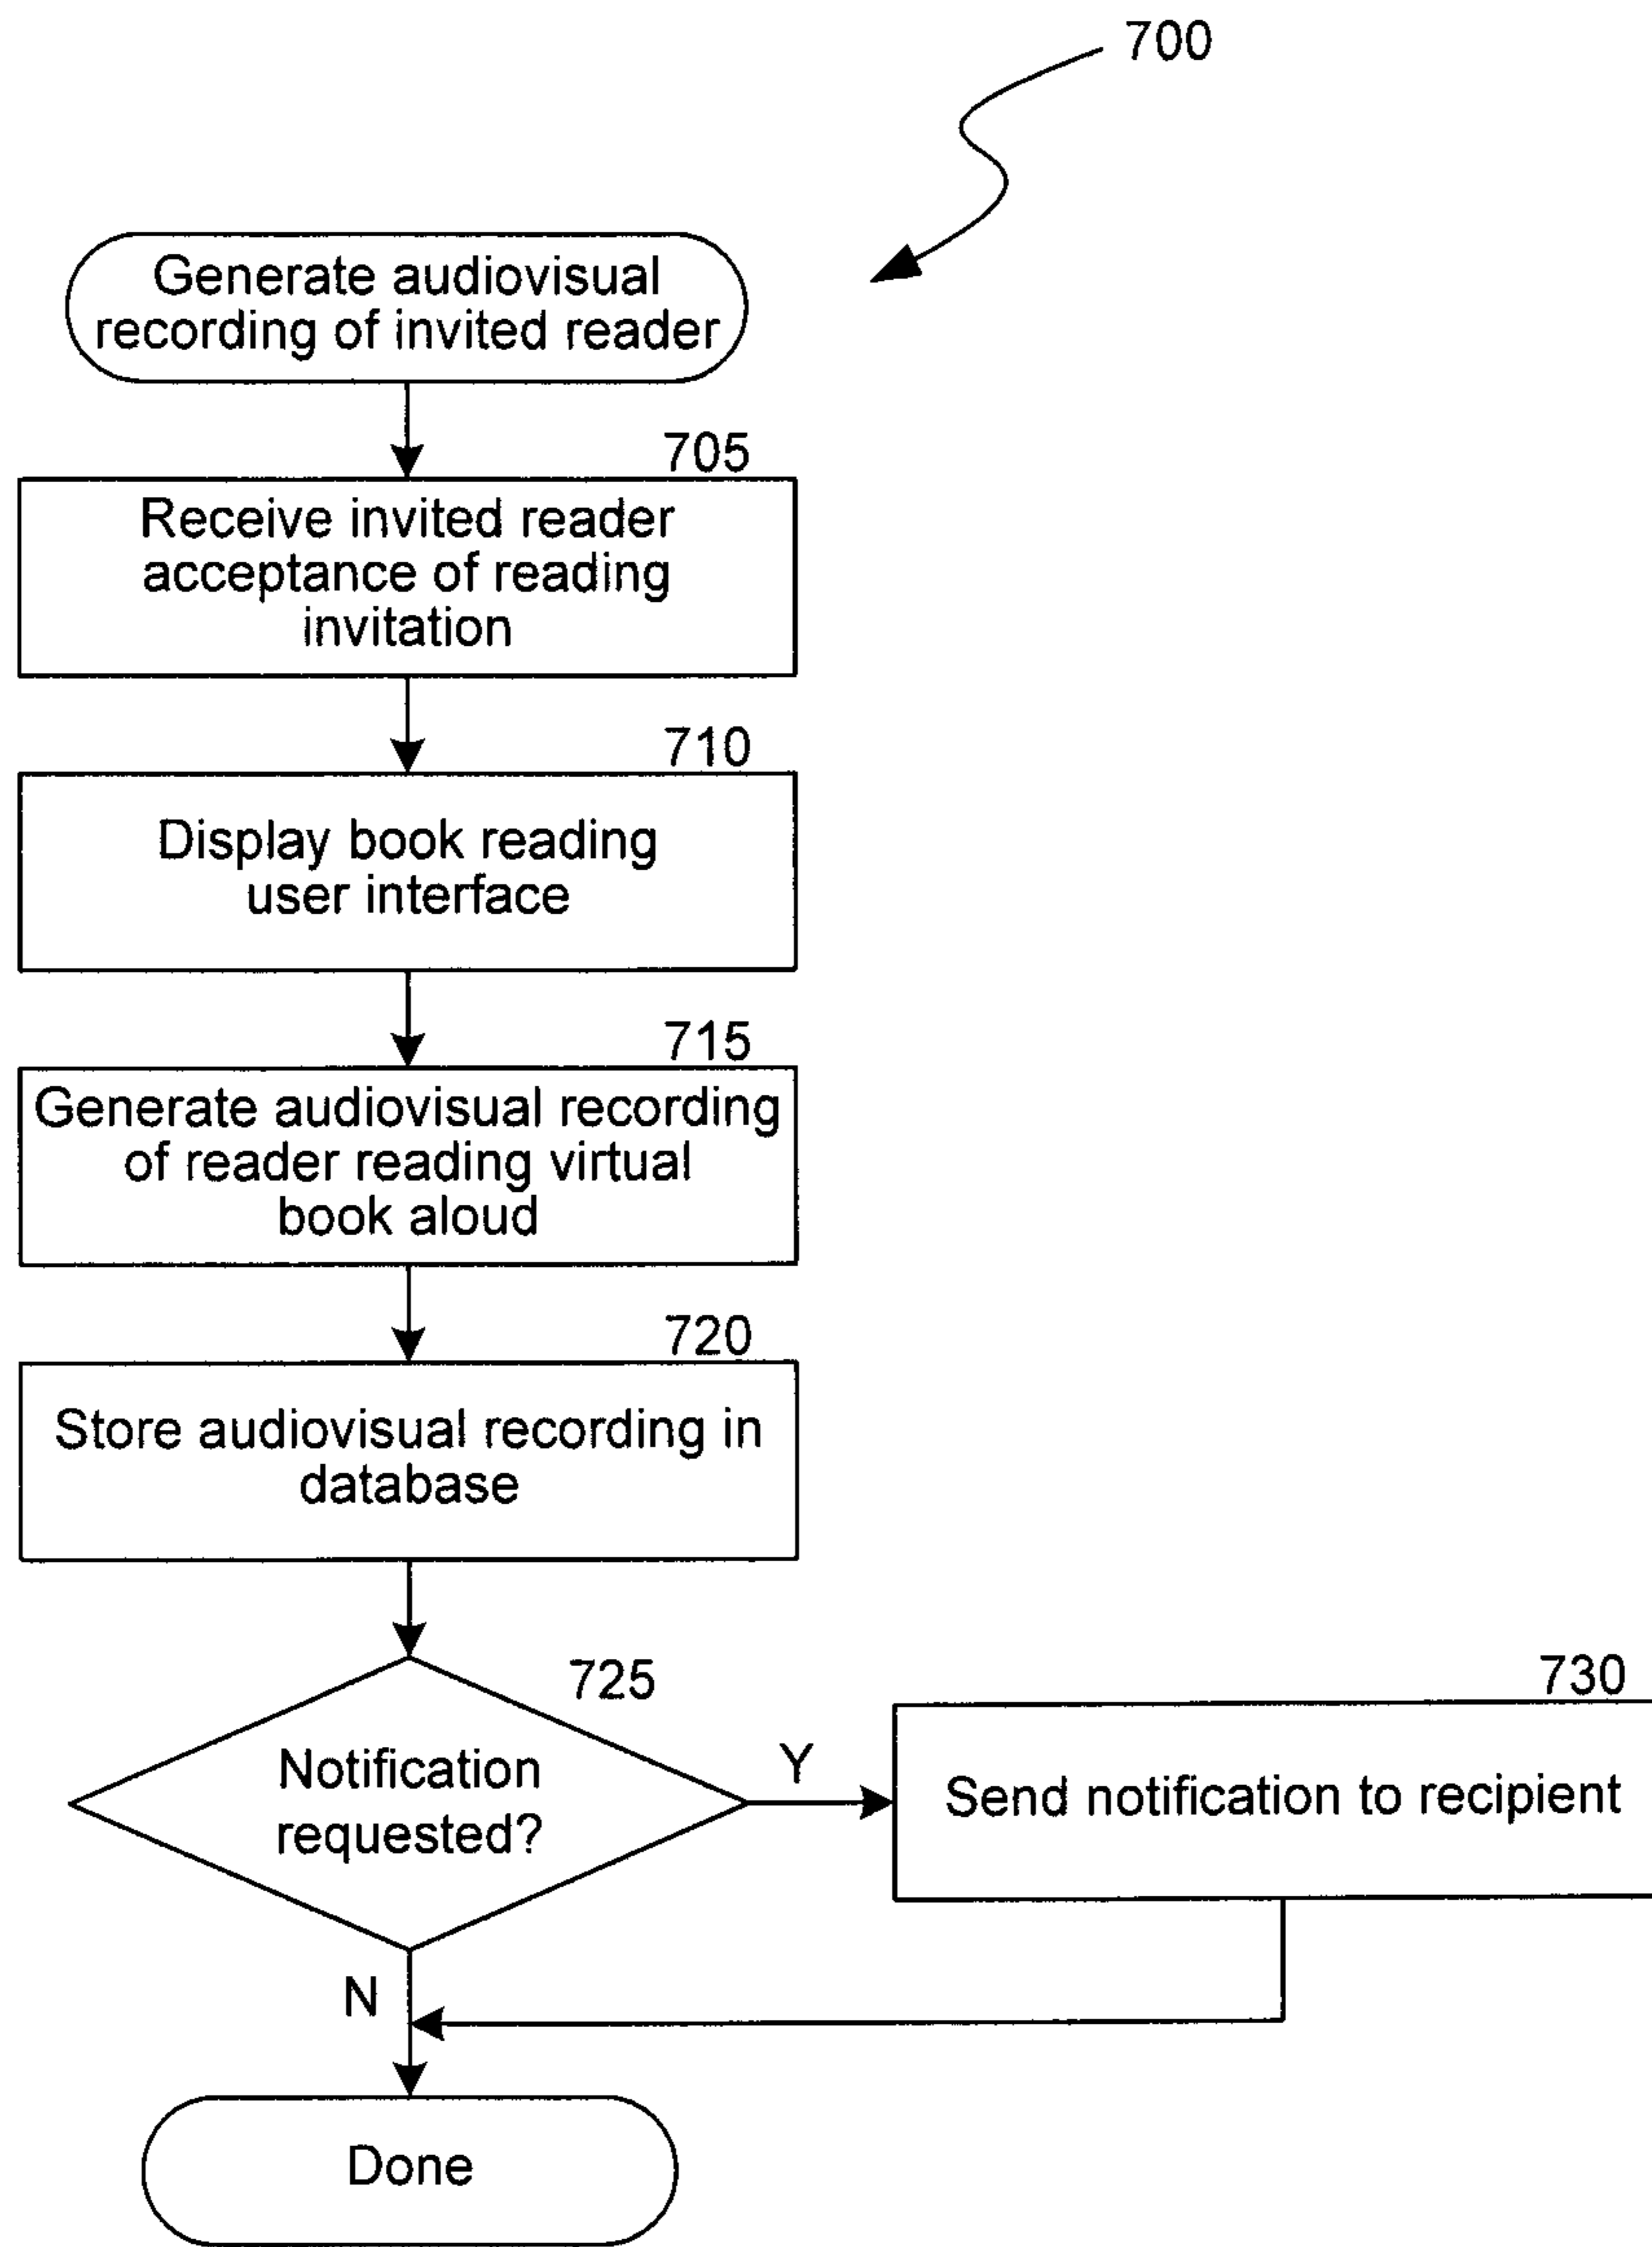 700
Generate audiovisual
recording of invited reader
705
Receive invited reader
acceptance of reading
invitation
710
Display book reading
user interface
715
Generate audiovisual recording
of reader reading virtual
book aloud
720
Store audiovisual recording in
database
725
Notification
requested?
Y
730
Send notification to recipient
N
Done